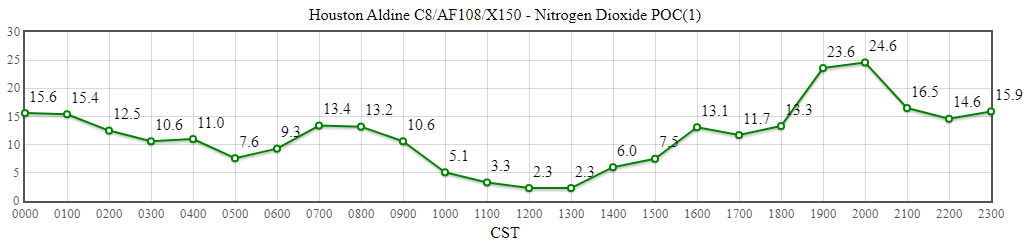 Houston Aldine C8/AF108/X150 - Nitrogen Dioxide POC(1)
30
25
20
15
10
5
0
15.6 15.4 12.5 10.6 11.0 7.6 9.3 13.4 13.2 10.6 5.1 3.3 2.3 2.3 6.0 7.5 13.1 11.7 13.3 23.6 24.6 16.5 14.6 15.9
0000 0100 0200 0300 0400 0500 0600 0700 0800 0900 1000 1100 1200 1300 1400 1500 1600 1700 1800 1900 2000 2100 2200 2300
CST